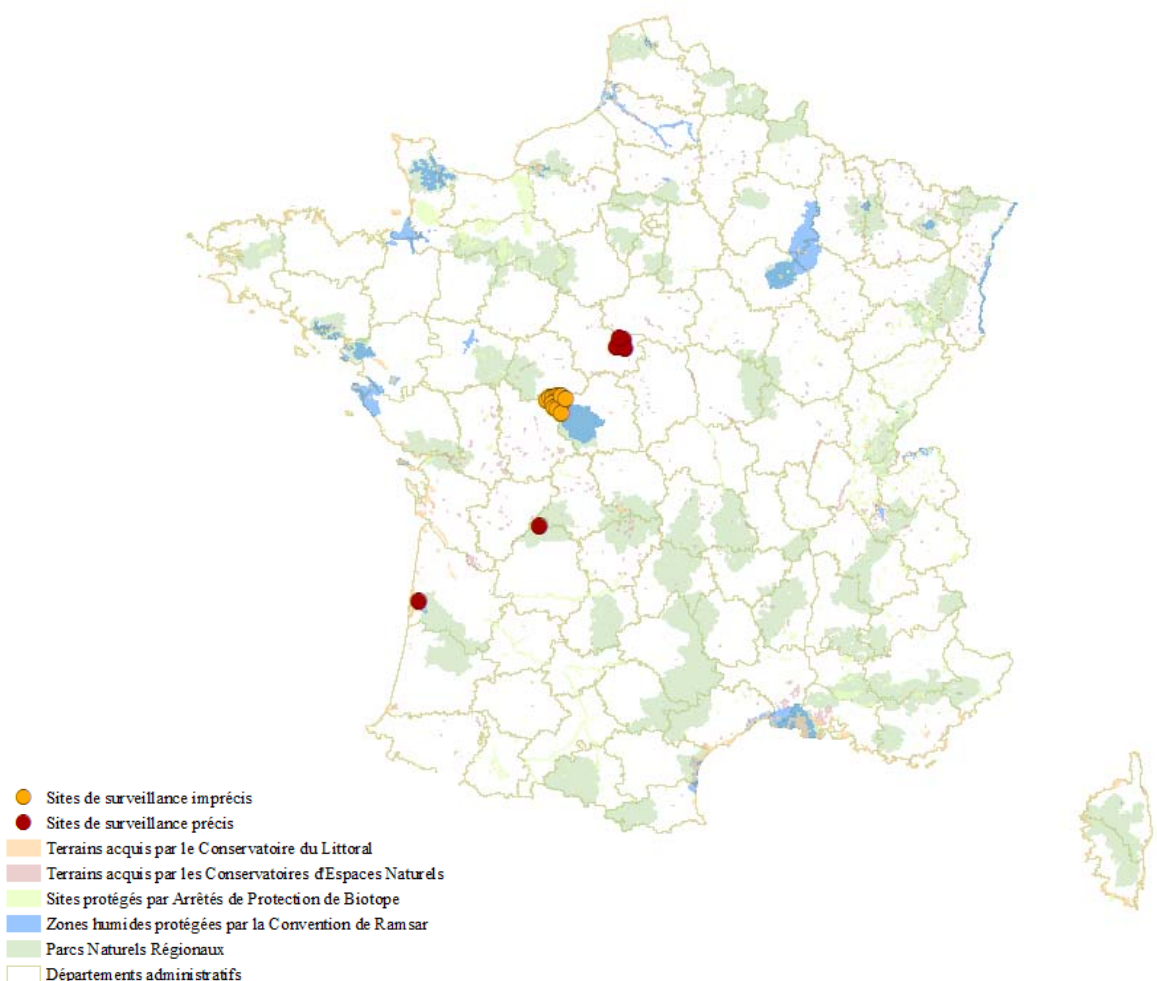 Sites de surveillance imprécis
Sites de surveillance précis
Terrains acquis par le Conservatoire du Littoral
Terrains acquis par les Conservatoires d'Espaces Naturels
Sites protégés par Arrêtés de Protection de Biotope
Zones humides protégées par la Convention de Ramsar
Parcs Naturels Régionaux
Départements administratifs